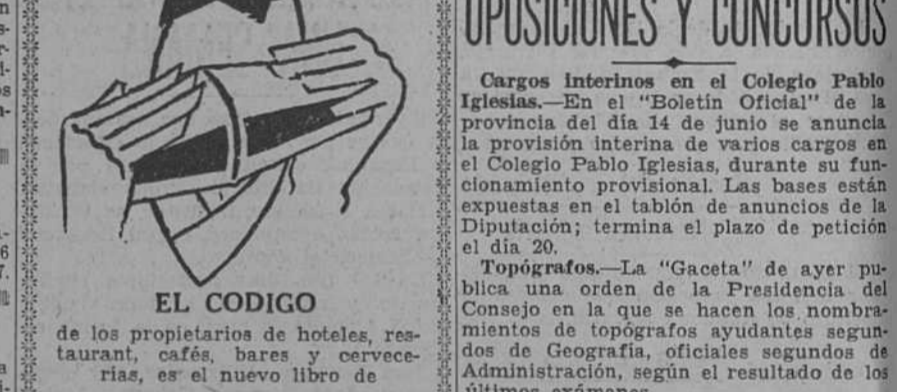 EL CODIGO
de los propietarios de hoteles, res-
taurant, cafés, bares y cervece-
rías, es el nuevo libro de
OPOSICIONES Y CONCURSOS
Cargos interinos en el Colegio Pablo
Iglesias.—En el "Boletín Oficial" de la
provincia del día 14 de junio se anuncia
la provisión interina de varios cargos en
el Colegio Pablo Iglesias, durante su fun-
cionamiento provisional. Las bases están
expuestas en el tablón de anuncios de la
Diputación; termina el plazo de petición
el día 20.
Topógrafos.—La "Gaceta" de ayer pu-
blica una orden de la Presidencia del
Consejo en la que se hacen los nombra-
mientos de topógrafos ayudantes segun-
dos de Geografía, oficiales segundos de
Administración, según el resultado de los
últimos exámenes.